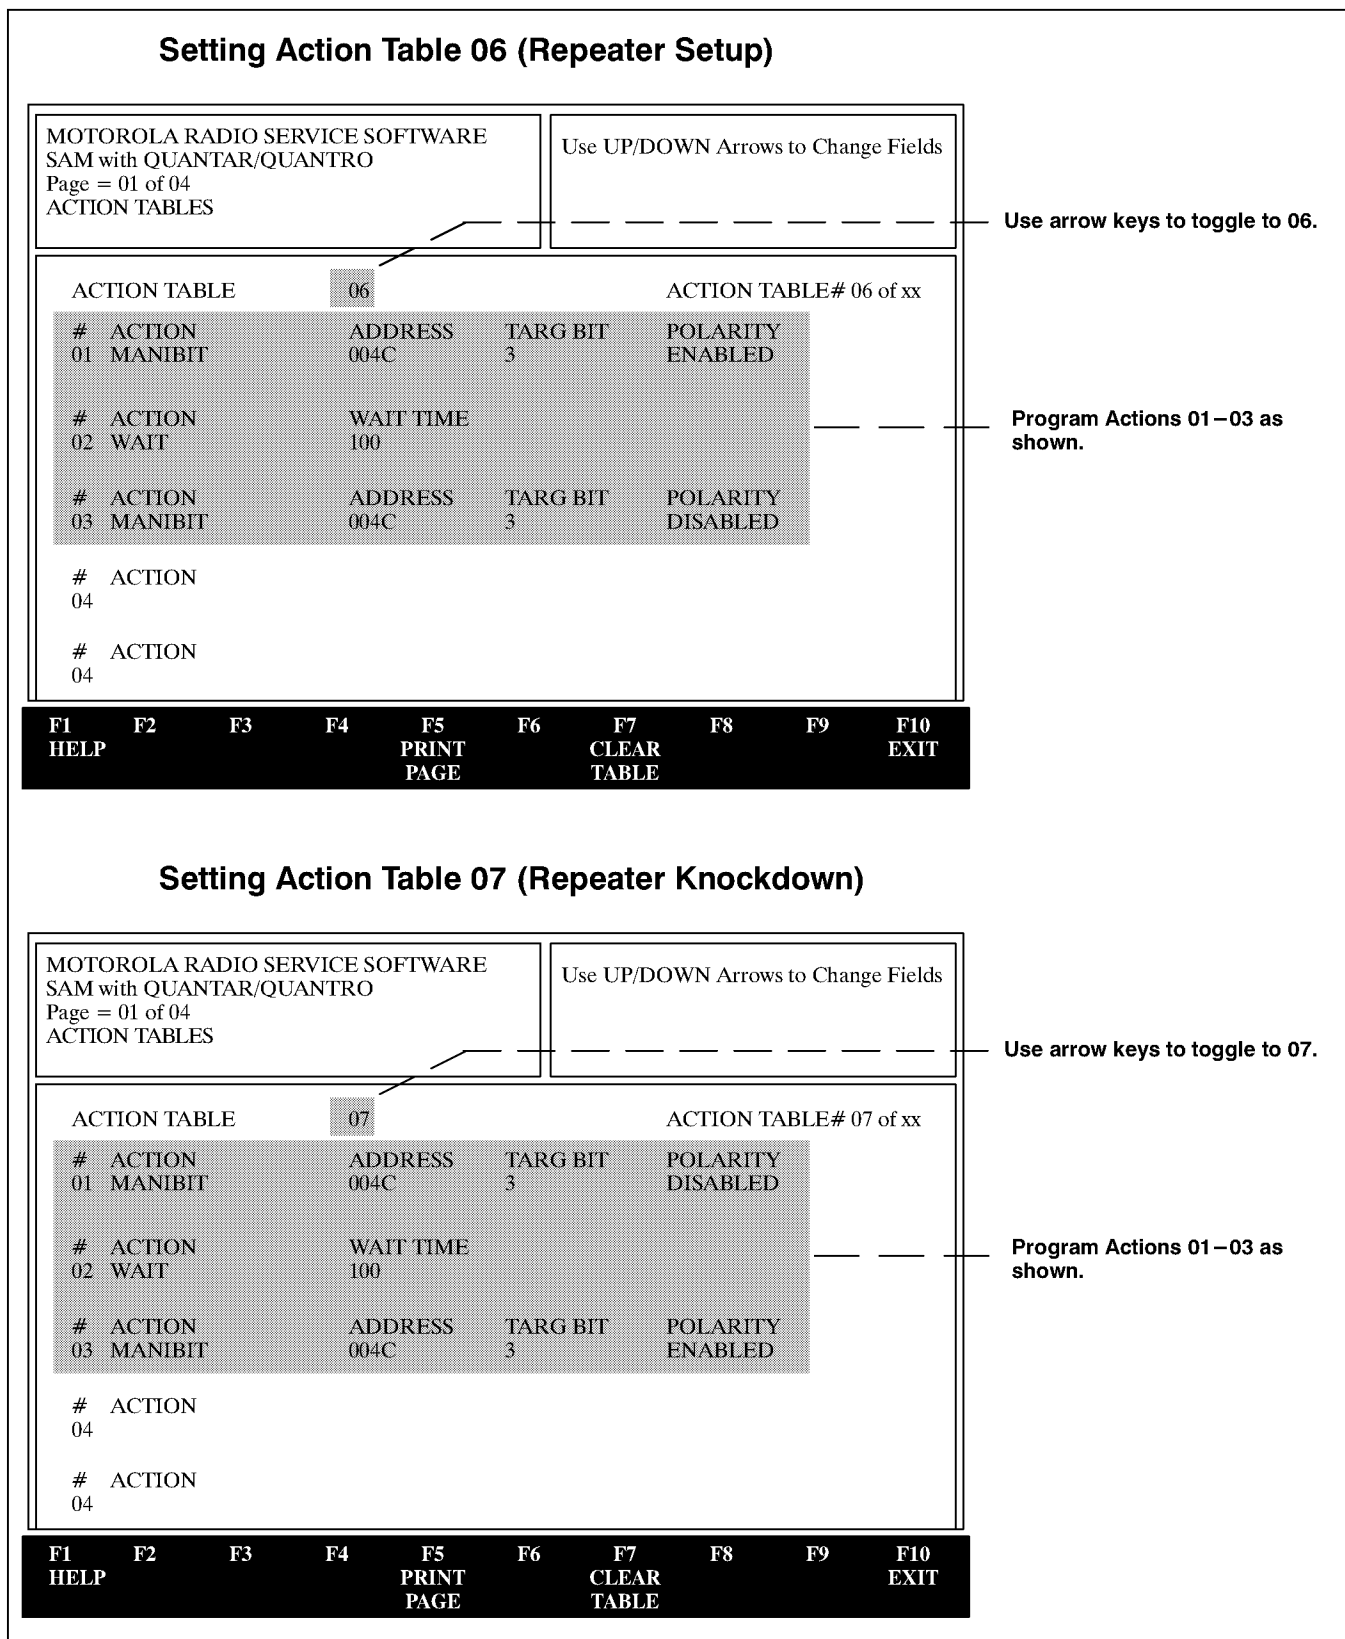 Setting Action Table 06 (Repeater Setup)
MOTOROLA RADIO SERVICE SOFTWARE
SAM with QUANTAR/QUANTRO
Page = 01 of 04
ACTION TABLES
Use UP/DOWN Arrows to Change Fields
Use arrow keys to toggle to 06.
ACTION TABLE 06 ACTION TABLE# 06 of xx
# ACTION ADDRESS TARG BIT POLARITY
01 MANIBIT 004C 3 ENABLED
# ACTION WAIT TIME
02 WAIT 100
Program Actions 01–03 as
shown.
# ACTION ADDRESS TARG BIT POLARITY
03 MANIBIT 004C 3 DISABLED
# ACTION
04
# ACTION
04
F1 F2 F3 F4 F5 F6 F7 F8 F9 F10
HELP PRINT CLEAR EXIT
PAGE TABLE
Setting Action Table 07 (Repeater Knockdown)
MOTOROLA RADIO SERVICE SOFTWARE
SAM with QUANTAR/QUANTRO
Page = 01 of 04
ACTION TABLES
Use UP/DOWN Arrows to Change Fields
Use arrow keys to toggle to 07.
ACTION TABLE 07 ACTION TABLE# 07 of xx
# ACTION ADDRESS TARG BIT POLARITY
01 MANIBIT 004C 3 DISABLED
# ACTION WAIT TIME
02 WAIT 100
Program Actions 01–03 as
shown.
# ACTION ADDRESS TARG BIT POLARITY
03 MANIBIT 004C 3 ENABLED
# ACTION
04
# ACTION
04
F1 F2 F3 F4 F5 F6 F7 F8 F9 F10
HELP PRINT CLEAR EXIT
PAGE TABLE